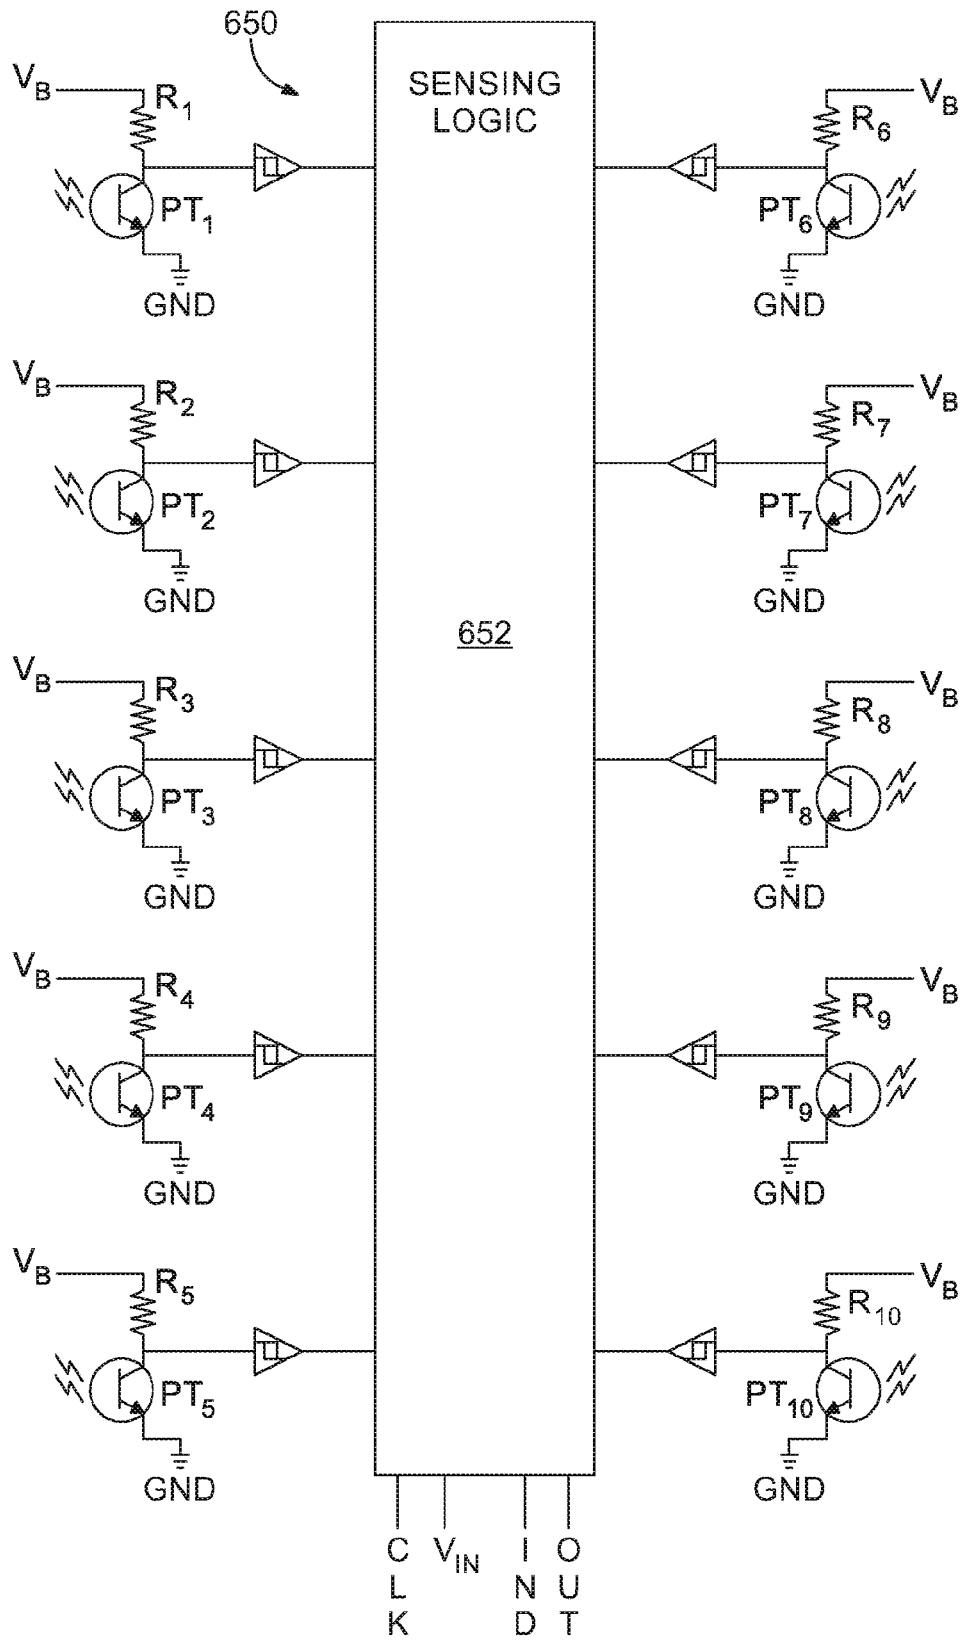 650
SENSING
LOGIC
652
V_B
R_1
PT_1
GND
V_B
R_2
PT_2
GND
V_B
R_3
PT_3
GND
V_B
R_4
PT_4
GND
V_B
R_5
PT_5
GND
V_B
R_6
PT_6
GND
V_B
R_7
PT_7
GND
V_B
R_8
PT_8
GND
V_B
R_9
PT_9
GND
V_B
R_10
PT_10
GND
CLK
V_IN
IND
OUT